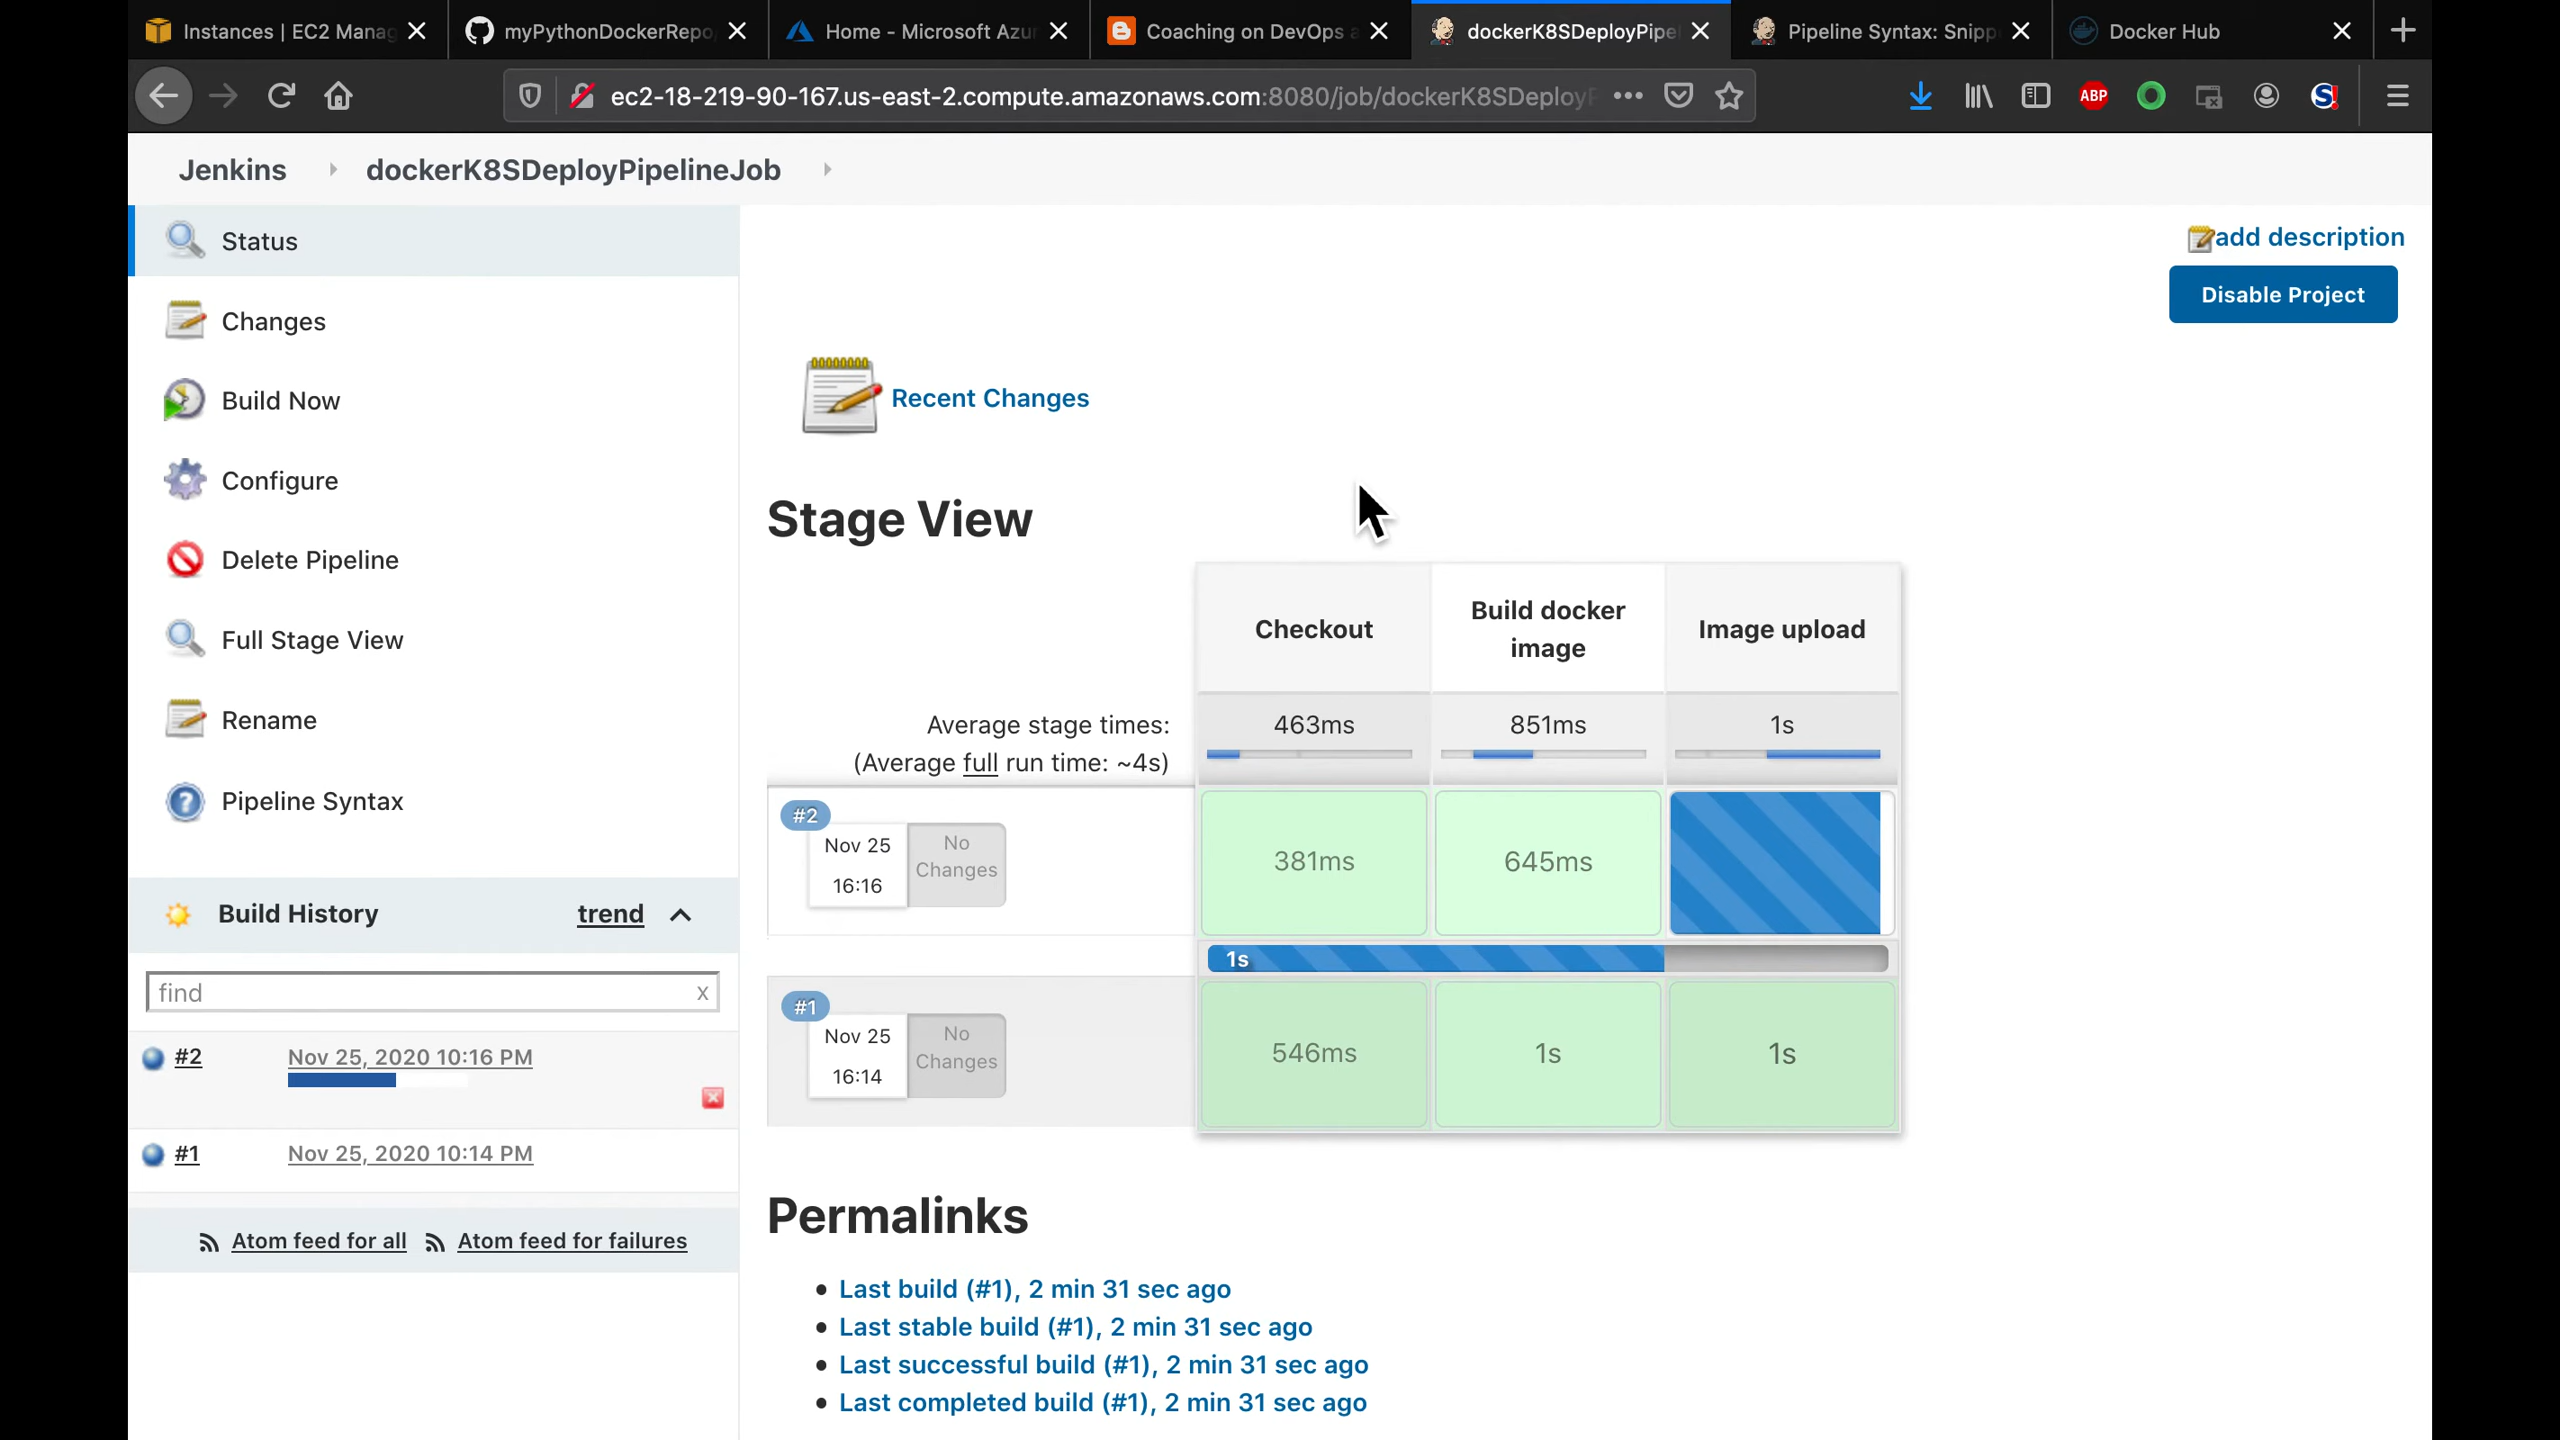 Instances | EC2 Manag
myPythonDockerRepo
Home - Microsoft Azur
Coaching on DevOps a
dockerK8SDeployPipel
Pipeline Syntax: Snipp
Docker Hub
ec2-18-219-90-167.us-east-2.compute.amazonaws.com:8080/job/dockerK8SDeployP
ABP
Jenkins
dockerK8SDeployPipelineJob
Status
Changes
Build Now
Configure
Delete Pipeline
Full Stage View
Rename
Pipeline Syntax
Build History
trend
find
x
#2
Nov 25, 2020 10:16 PM
#1
Nov 25, 2020 10:14 PM
Atom feed for all
Atom feed for failures
add description
Disable Project
Recent Changes
Stage View
Checkout
Build docker
image
Image upload
Average stage times:
(Average full run time: ~4s)
463ms
851ms
1s
#2
Nov 25
16:16
No
Changes
381ms
645ms
1s
#1
Nov 25
16:14
No
Changes
546ms
1s
1s
Permalinks
Last build (#1), 2 min 31 sec ago
Last stable build (#1), 2 min 31 sec ago
Last successful build (#1), 2 min 31 sec ago
Last completed build (#1), 2 min 31 sec ago